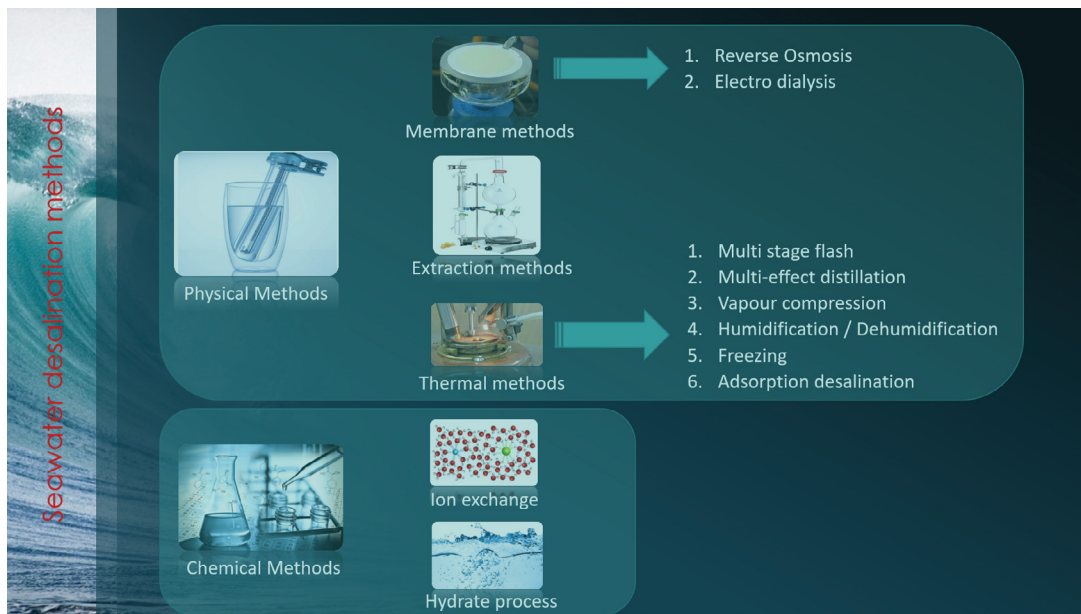 Seawater desalination methods
Physical Methods
Membrane methods
1. Reverse Osmosis
2. Electro dialysis
Extraction methods
Thermal methods
1. Multi stage flash
2. Multi-effect distillation
3. Vapour compression
4. Humidification / Dehumidification
5. Freezing
6. Adsorption desalination
Chemical Methods
Ion exchange
Hydrate process